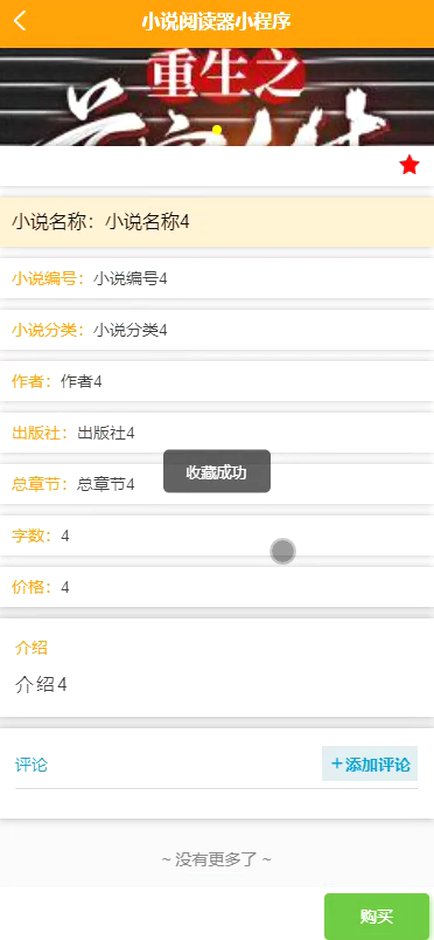 小说阅读器小程序
重生之
小说名称：小说名称4
小说编号：小说编号4
小说分类：小说分类4
作者：作者4
出版社：出版社4
收藏成功
总章节：总章节4
字数：4
价格：4
介绍
介绍4
评论
+添加评论
~ 没有更多了 ~
购买